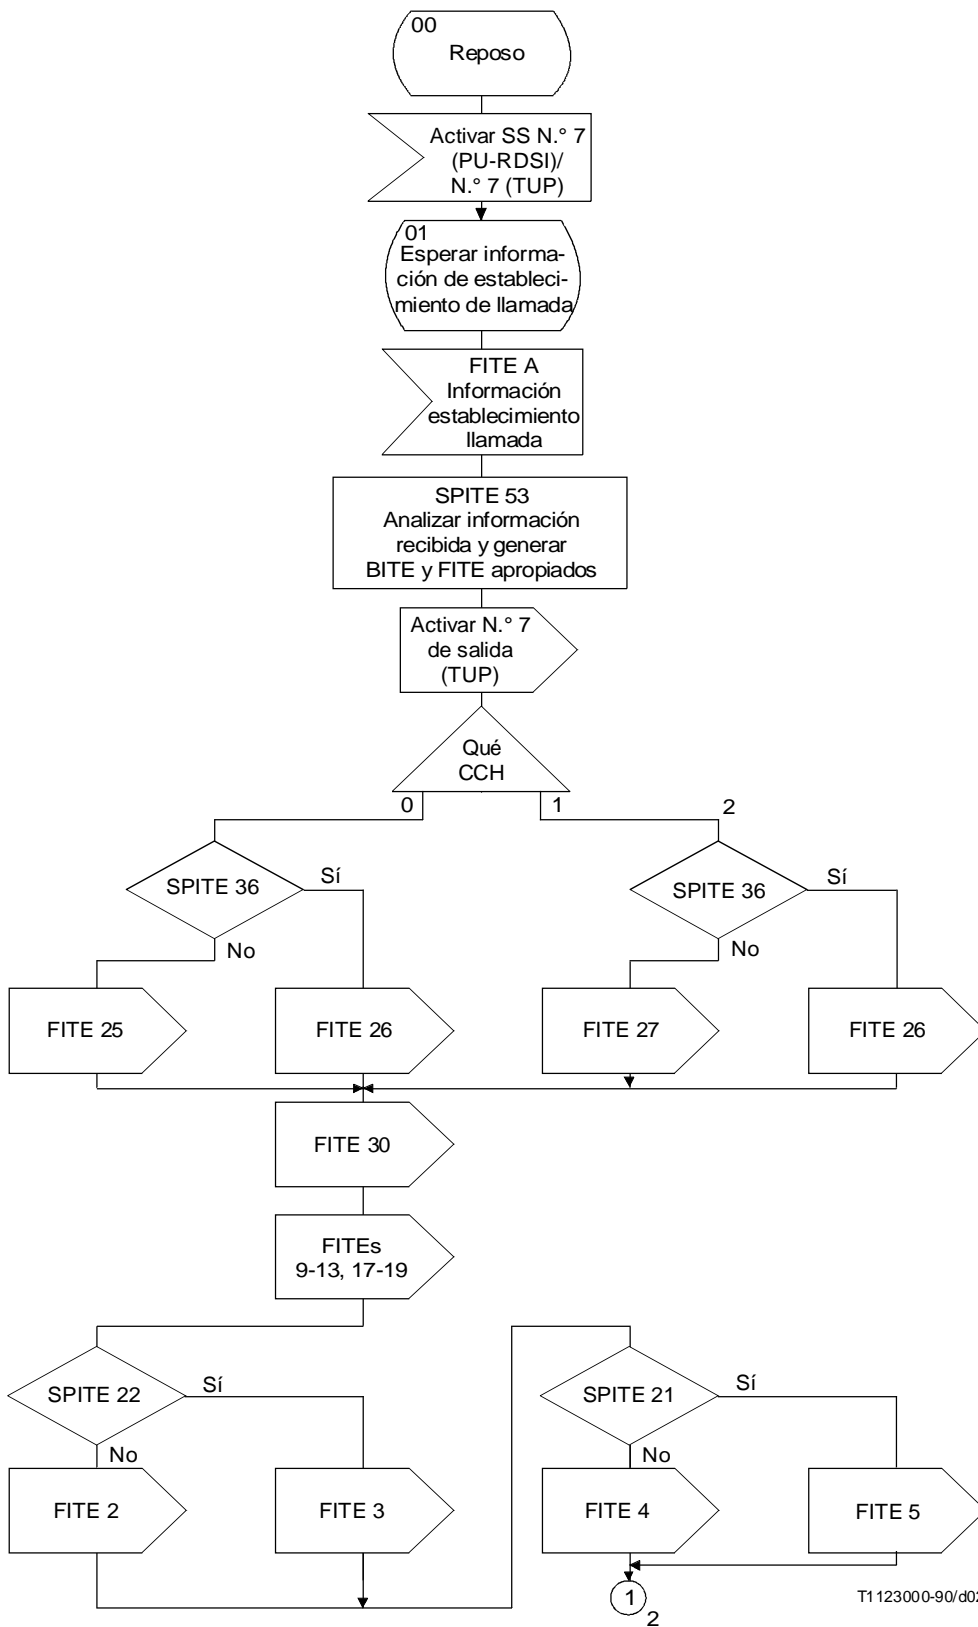 00
Reposo
Activar SS N.° 7
(PU-RDSI)/
N.° 7 (TUP)
01
Esperar informa-
ción de estableci-
miento de llamada
FITE A
Información
establecimiento
llamada
SPITE 53
Analizar información
recibida y generar
BITE y FITE apropiados
Activar N.° 7
de salida
(TUP)
Qué
CCH
0
1
2
SPITE 36
Sí
SPITE 36
Sí
No
No
FITE 25
FITE 26
FITE 27
FITE 26
FITE 30
FITEs
9-13, 17-19
SPITE 22
Sí
SPITE 21
Sí
No
No
FITE 2
FITE 3
FITE 4
FITE 5
1
2
T1123000-90/d02